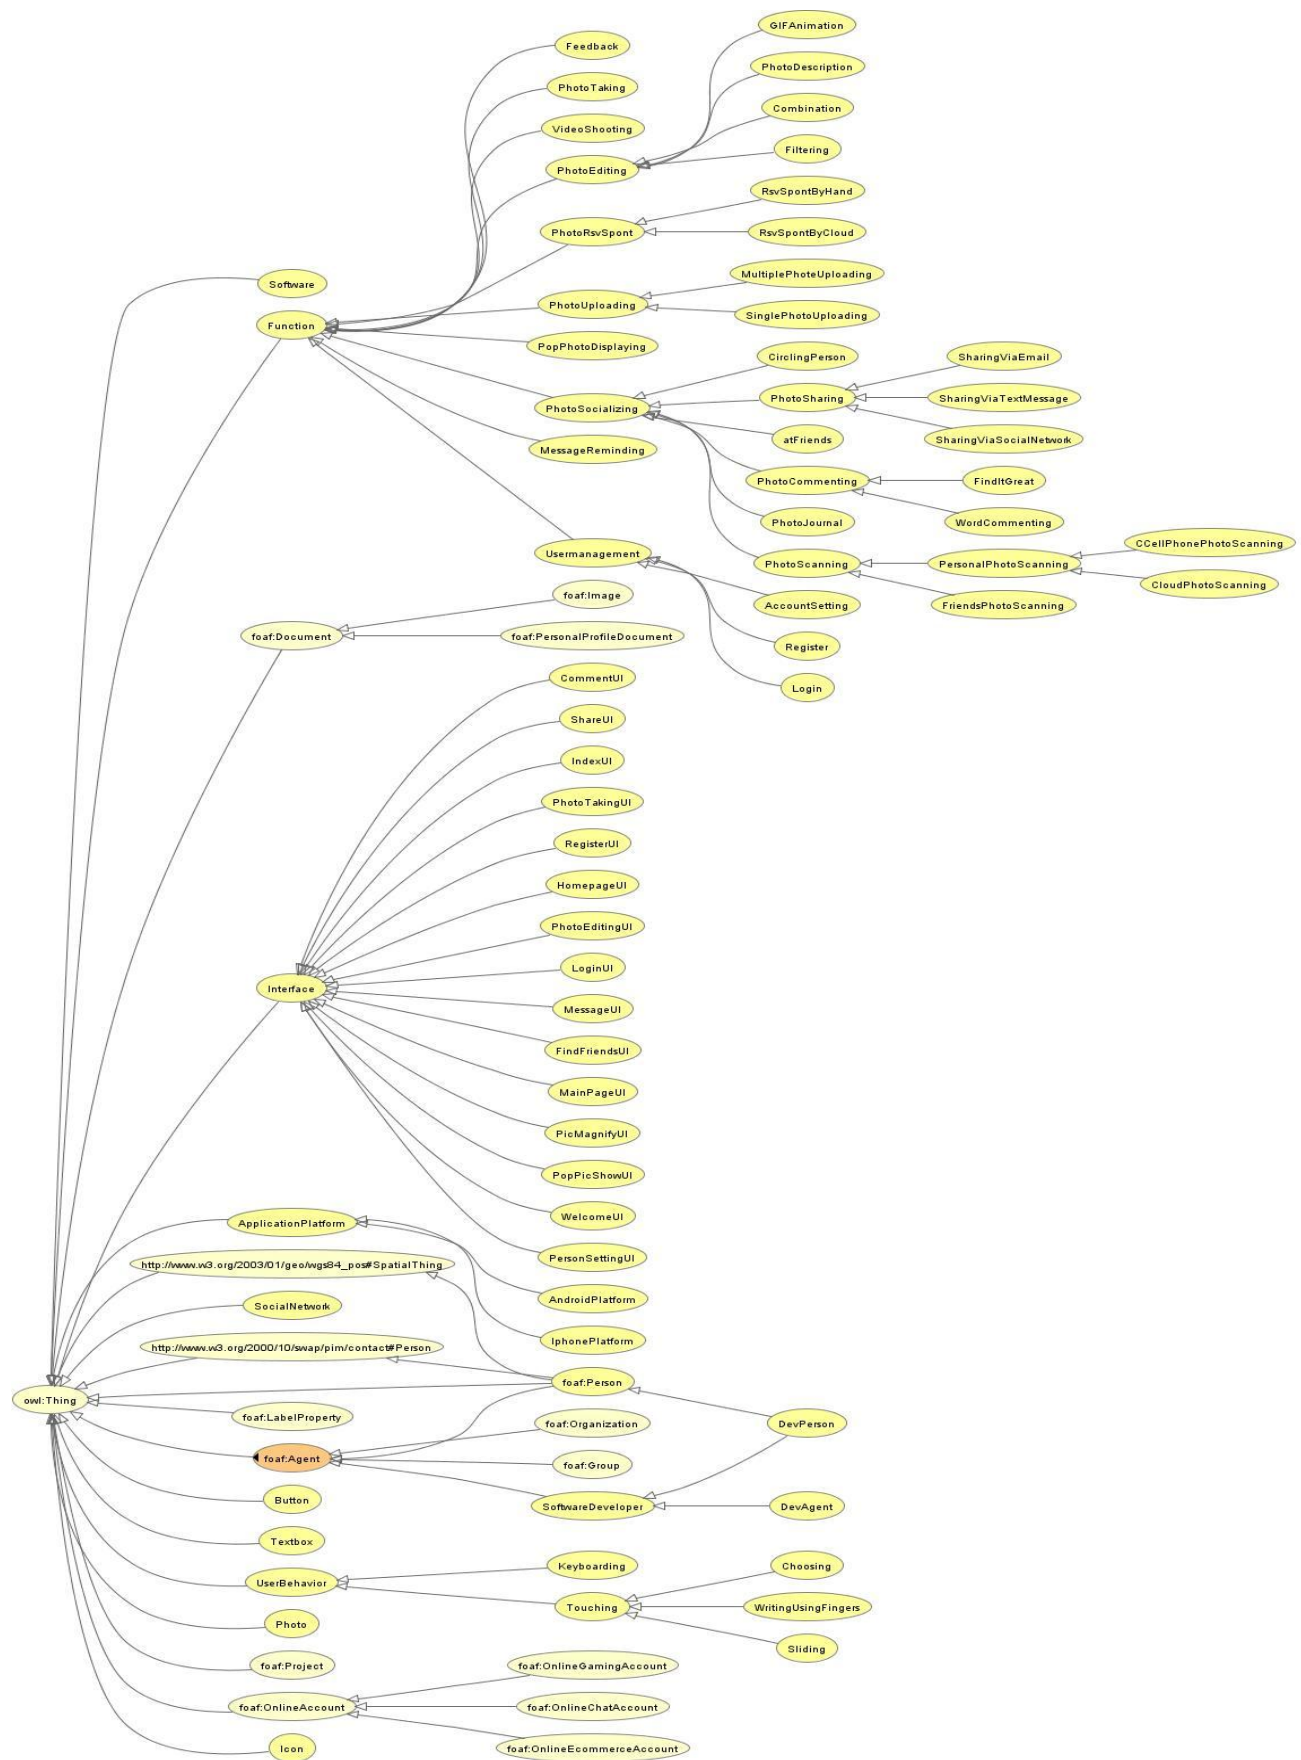 GIFAnimation
Feedback
PhotoDescription
PhotoTaking
Combination
VideoShooting
Filtering
PhotoEditing
RsvSpontByHand
PhotoRsvSpont
RsvSpontByCloud
MultiplePhoteUploading
Software
PhotoUploading
SinglePhotoUploading
Function
PopPhotoDisplaying
CirclingPerson
SharingViaEmail
PhotoSharing
SharingViaTextMessage
PhotoSocializing
atFriends
SharingViaSocialNetwork
MessageReminding
PhotoCommenting
FindItGreat
PhotoJournal
WordCommenting
CCellPhonePhotoScanning
Usermanagement
PhotoScanning
PersonalPhotoScanning
CloudPhotoScanning
foaf:Image
AccountSetting
FriendsPhotoScanning
foaf:Document
foaf:PersonalProfileDocument
Register
CommentUI
Login
ShareUI
IndexUI
PhotoTakingUI
RegisterUI
HomepageUI
PhotoEditingUI
LoginUI
Interface
MessageUI
FindFriendsUI
MainPageUI
PicMagnifyUI
PopPicShowUI
WelcomeUI
ApplicationPlatform
PersonSettingUI
http://www.w3.org/2003/01/geo/wgs84_pos#SpatialThing
AndroidPlatform
SocialNetwork
IphonePlatform
http://www.w3.org/2000/10/swap/pim/contact#Person
foaf:Person
owl:Thing
foaf:LabelProperty
foaf:Organization
DevPerson
foaf:Agent
foaf:Group
Button
SoftwareDeveloper
DevAgent
Textbox
Keyboarding
Choosing
UserBehavior
Touching
WritingUsingFingers
Photo
Sliding
foaf:Project
foaf:OnlineGamingAccount
foaf:OnlineAccount
foaf:OnlineChatAccount
Icon
foaf:OnlineEcommerceAccount